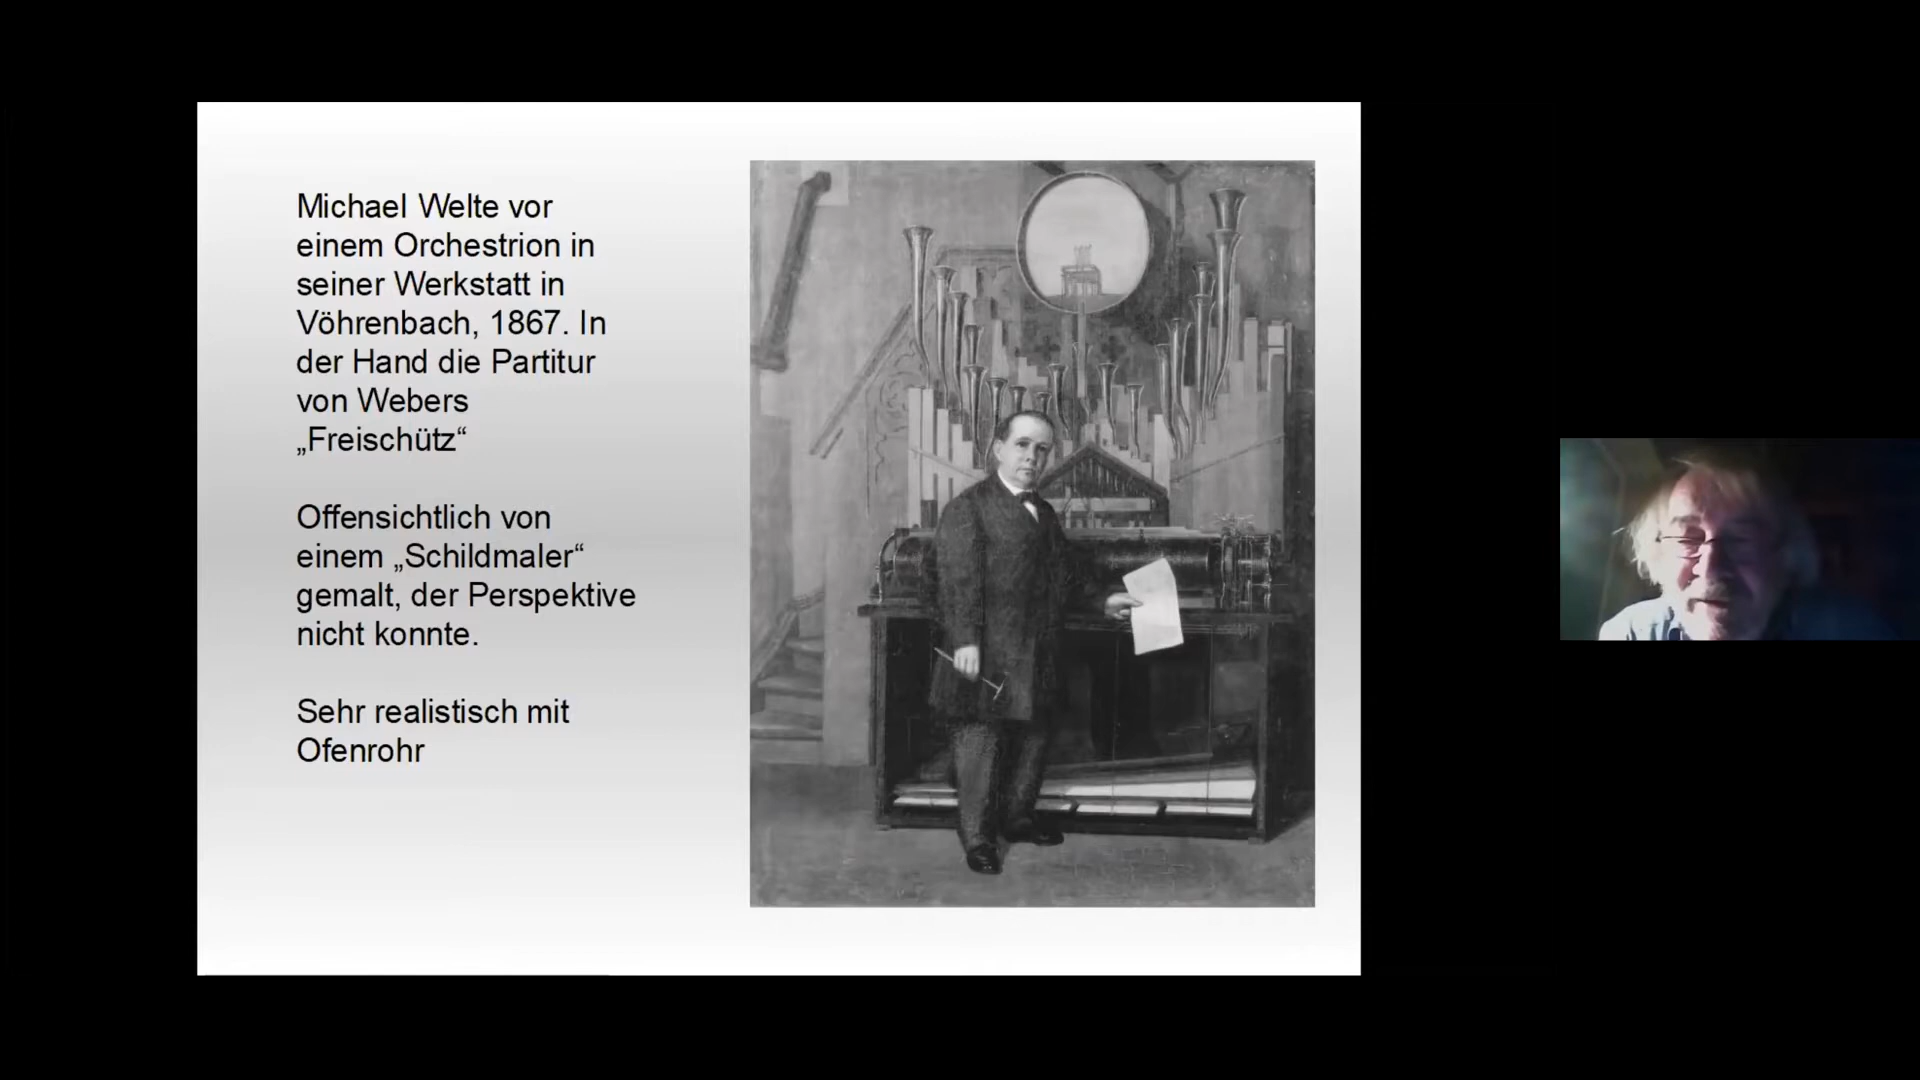 Michael Welte vor
einem Orchestrion in
seiner Werkstatt in
Vöhrenbach, 1867. In
der Hand die Partitur
von Webers
„Freischütz“
Offensichtlich von
einem „Schildmaler“
gemalt, der Perspektive
nicht konnte.
Sehr realistisch mit
Ofenrohr